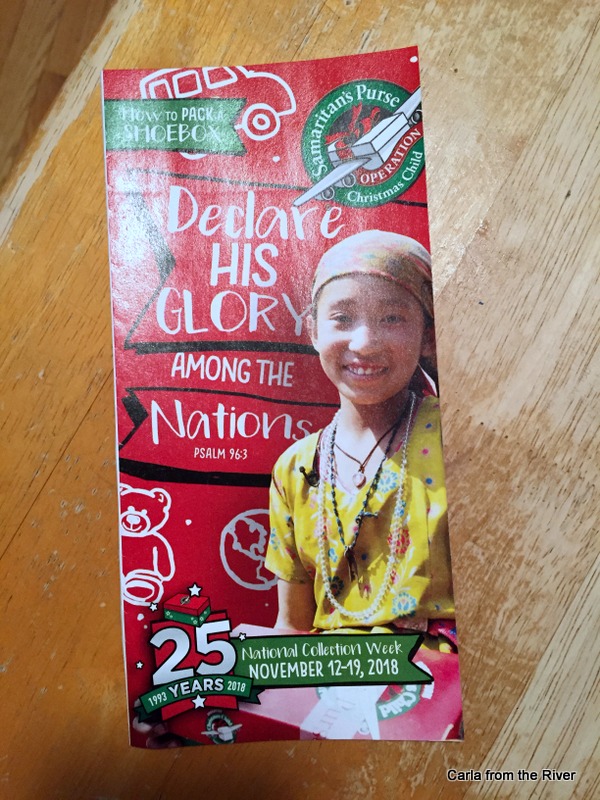 HOW TO PACK A
SHOEBOX
Samaritan's Purse
OPERATION
Christmas Child
Declare
HIS
GLORY
AMONG THE
Nations
PSALM 96:3
25
1993 YEARS 2018
National Collection Week
NOVEMBER 12-19, 2018
Child
Carla from the River